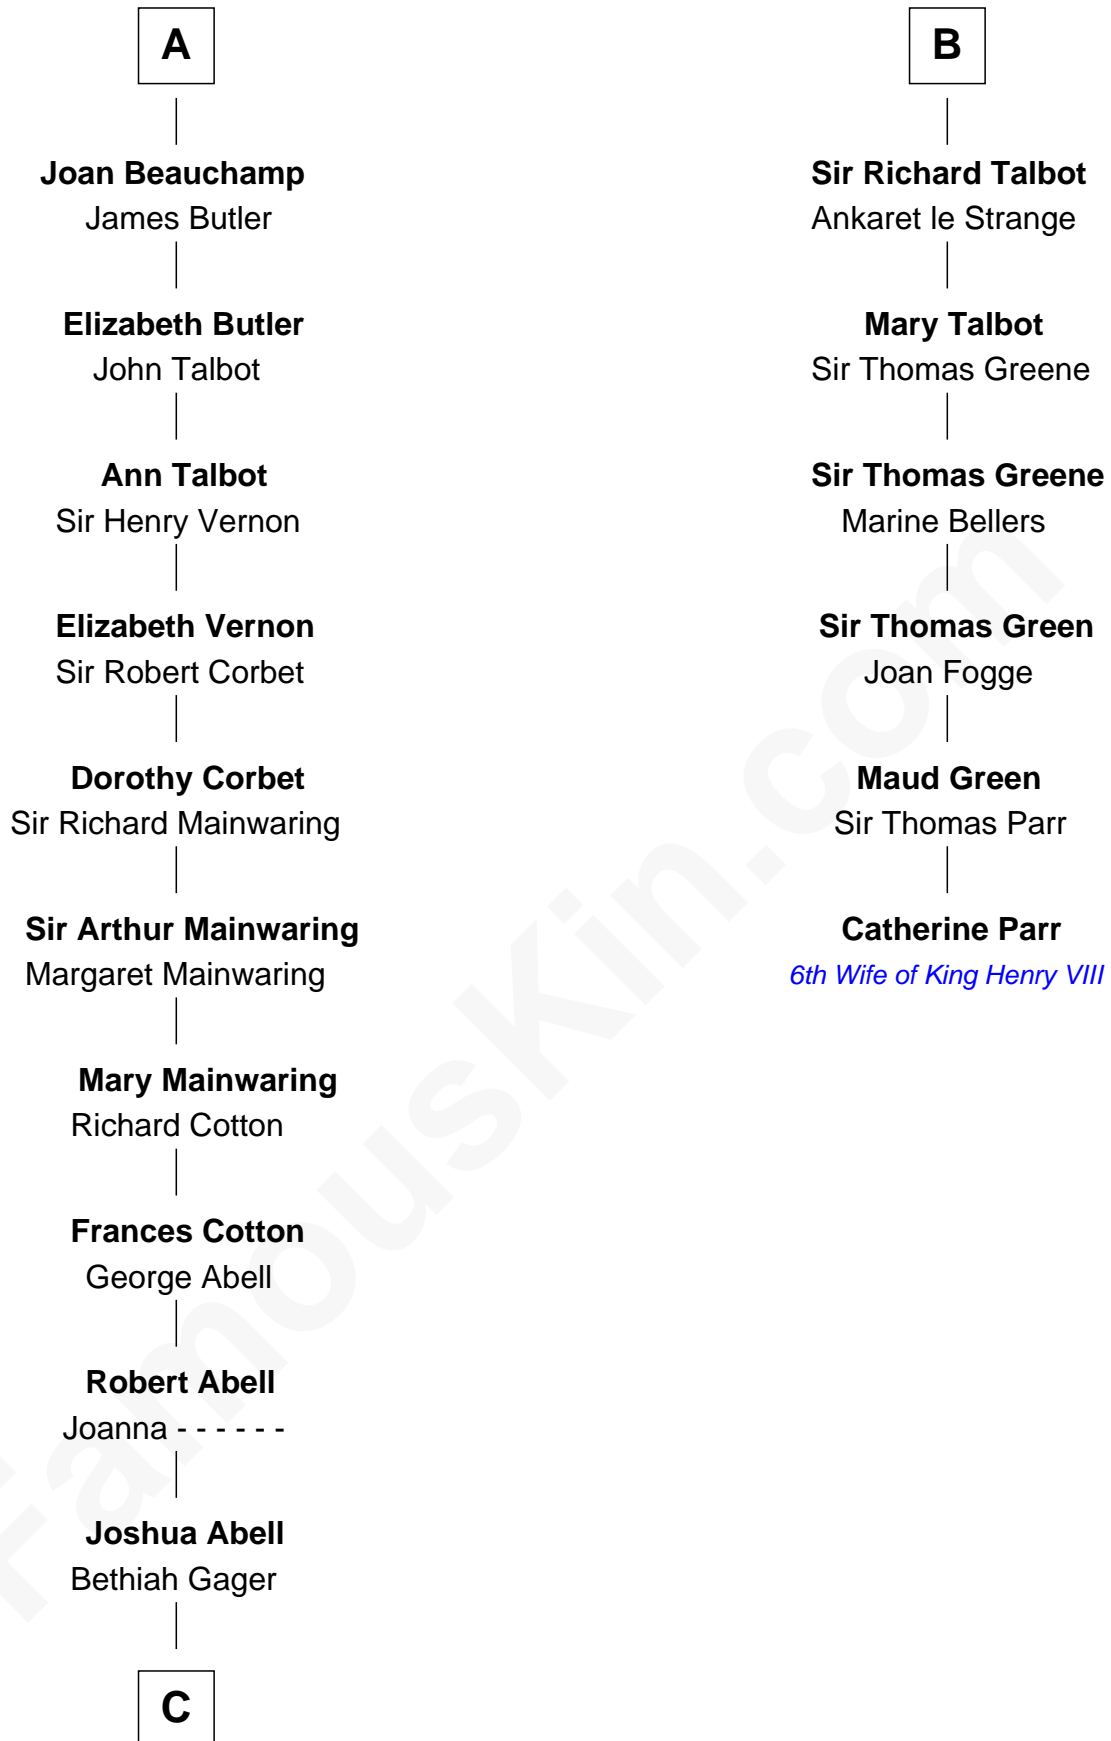 A
Joan Beauchamp
James Butler
Elizabeth Butler
John Talbot
Ann Talbot
Sir Henry Vernon
Elizabeth Vernon
Sir Robert Corbet
Dorothy Corbet
Sir Richard Mainwaring
Sir Arthur Mainwaring
Margaret Mainwaring
Mary Mainwaring
Richard Cotton
Frances Cotton
George Abell
Robert Abell
Joanna - - - - - -
Joshua Abell
Bethiah Gager
C
B
Sir Richard Talbot
Ankaret le Strange
Mary Talbot
Sir Thomas Greene
Sir Thomas Greene
Marine Bellers
Sir Thomas Green
Joan Fogge
Maud Green
Sir Thomas Parr
Catherine Parr
6th Wife of King Henry VIII
FamousKin.com